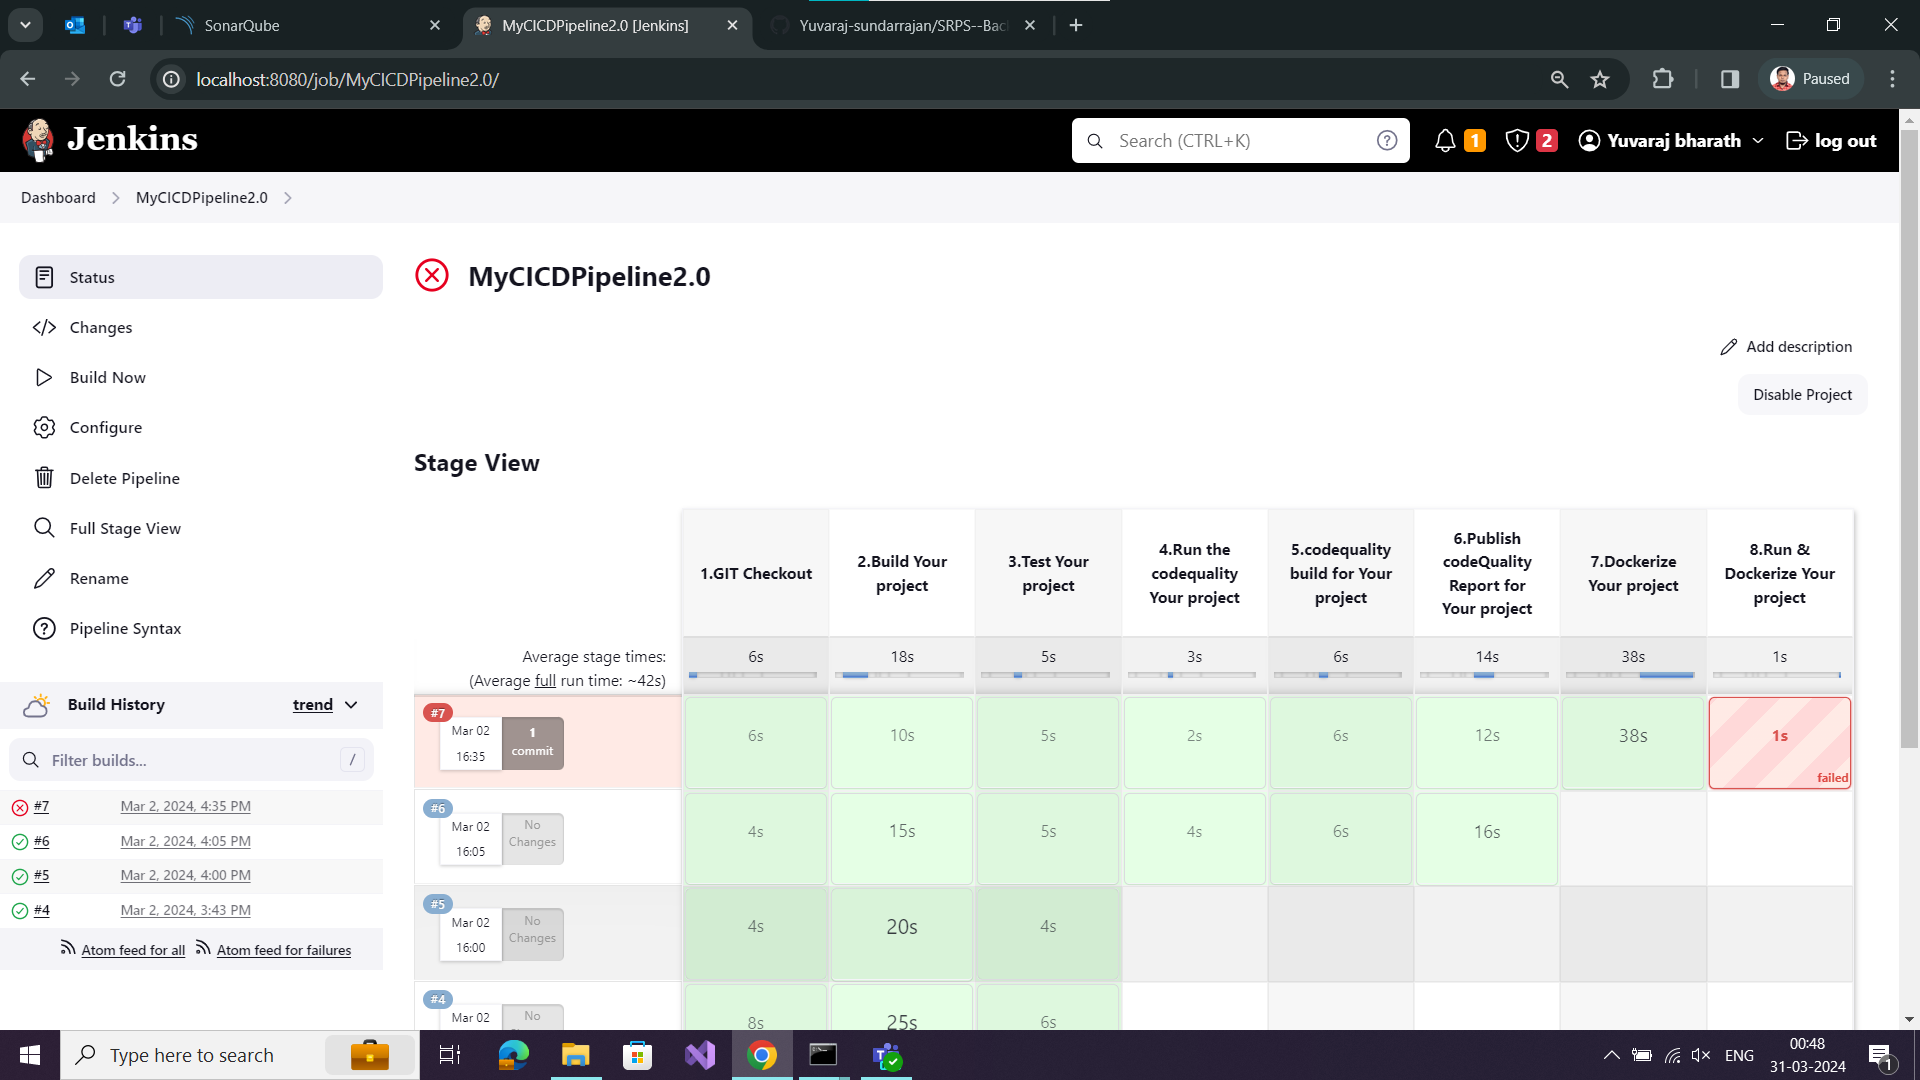 SonarQube
MyCICDPipeline2.0 [Jenkins]
Yuvaraj-sundarrajan/SRPS--Bac
localhost:8080/job/MyCICDPipeline2.0/
Paused
Jenkins
Search (CTRL+K)
1
2
Yuvaraj bharath
log out
Dashboard
MyCICDPipeline2.0
Status
Changes
Build Now
Configure
Delete Pipeline
Full Stage View
Rename
Pipeline Syntax
MyCICDPipeline2.0
Add description
Disable Project
Stage View
1.GIT Checkout
2.Build Your
project
3.Test Your
project
4.Run the
codequality
Your project
5.codequality
build for Your
project
6.Publish
codeQuality
Report for
Your project
7.Dockerize
Your project
8.Run &
Dockerize Your
project
Average stage times:
(Average full run time: ~42s)
6s
18s
5s
3s
6s
14s
38s
1s
#7
Mar 02
16:35
1
commit
6s
10s
5s
2s
6s
12s
38s
1s
failed
#6
Mar 02
16:05
No
Changes
4s
15s
5s
4s
6s
16s
#5
Mar 02
16:00
No
Changes
4s
20s
4s
#4
Mar 02
No
8s
25s
6s
Build History
trend
Filter builds...
/
#7 Mar 2, 2024, 4:35 PM
#6 Mar 2, 2024, 4:05 PM
#5 Mar 2, 2024, 4:00 PM
#4 Mar 2, 2024, 3:43 PM
Atom feed for all
Atom feed for failures
Type here to search
ENG
00:48
31-03-2024
1